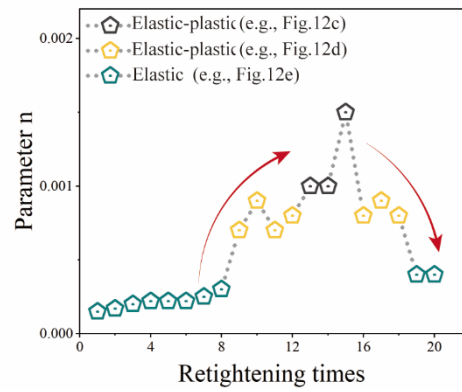 0.002
Elastic-plastic (e.g., Fig.12c)
Elastic-plastic (e.g., Fig.12d)
Elastic (e.g., Fig.12e)
Parameter n
0.001
0.000
0 4 8 12 16 20
Retightening times